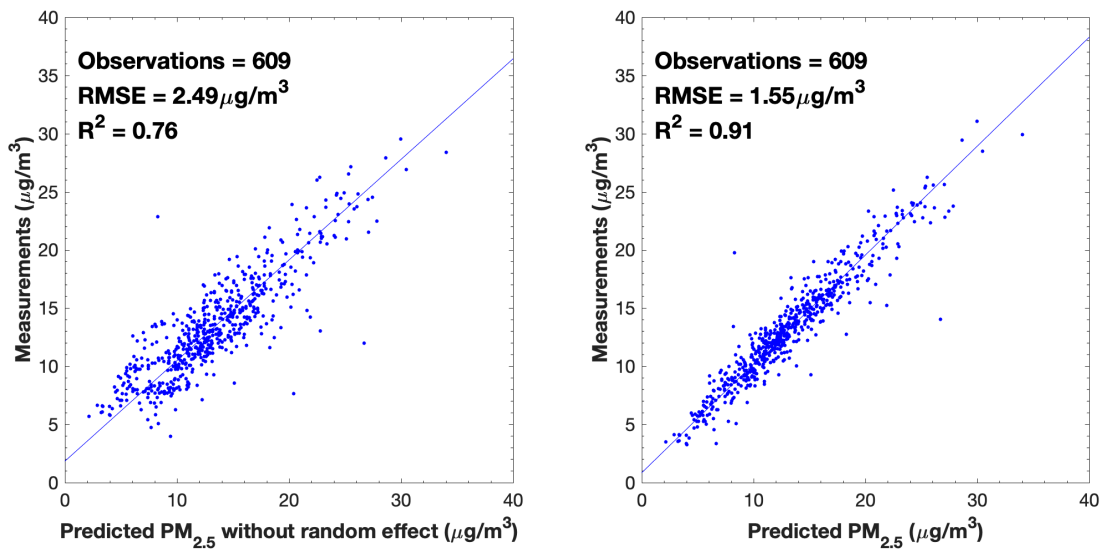 40
35
30
25
20
15
10
5
0
Measurements (μg/m³)
Observations = 609
RMSE = 2.49μg/m³
R² = 0.76
0 10 20 30 40
Predicted PM₂.₅ without random effect (μg/m³)
40
35
30
25
20
15
10
5
0
Measurements (μg/m³)
Observations = 609
RMSE = 1.55μg/m³
R² = 0.91
0 10 20 30 40
Predicted PM₂.₅ (μg/m³)